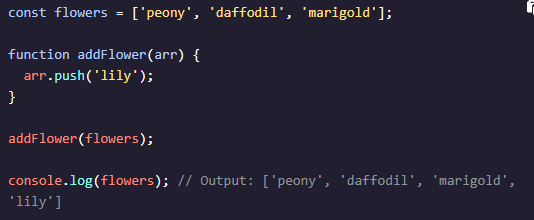 const flowers = ['peony', 'daffodil', 'marigold'];
function addFlower(arr) {
  arr.push('lily');
}
addFlower(flowers);
console.log(flowers); // Output: ['peony', 'daffodil', 'marigold',
'lily']